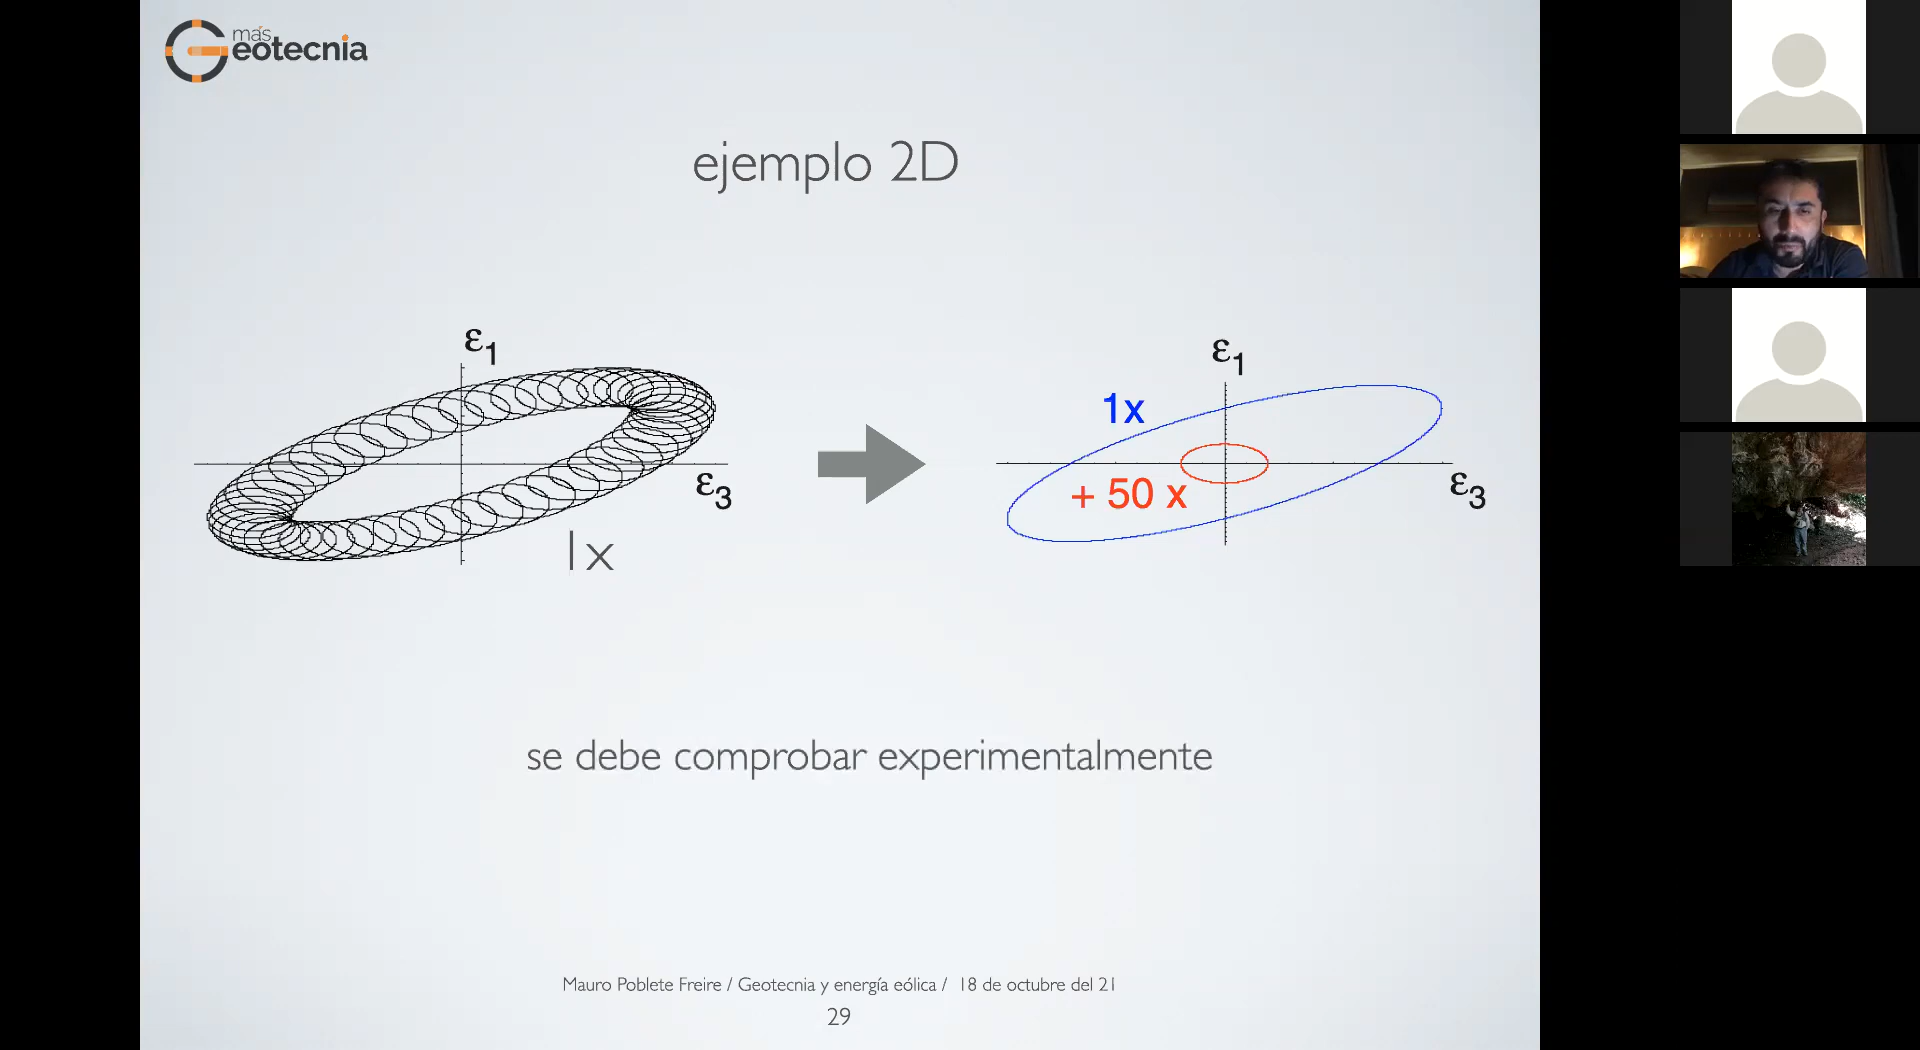 más
Geotecnia
ejemplo 2D
ε1
ε3
1x
ε1
1x
+ 50 x
ε3
se debe comprobar experimentalmente
Mauro Poblete Freire / Geotecnia y energía eólica / 18 de octubre del 21
29